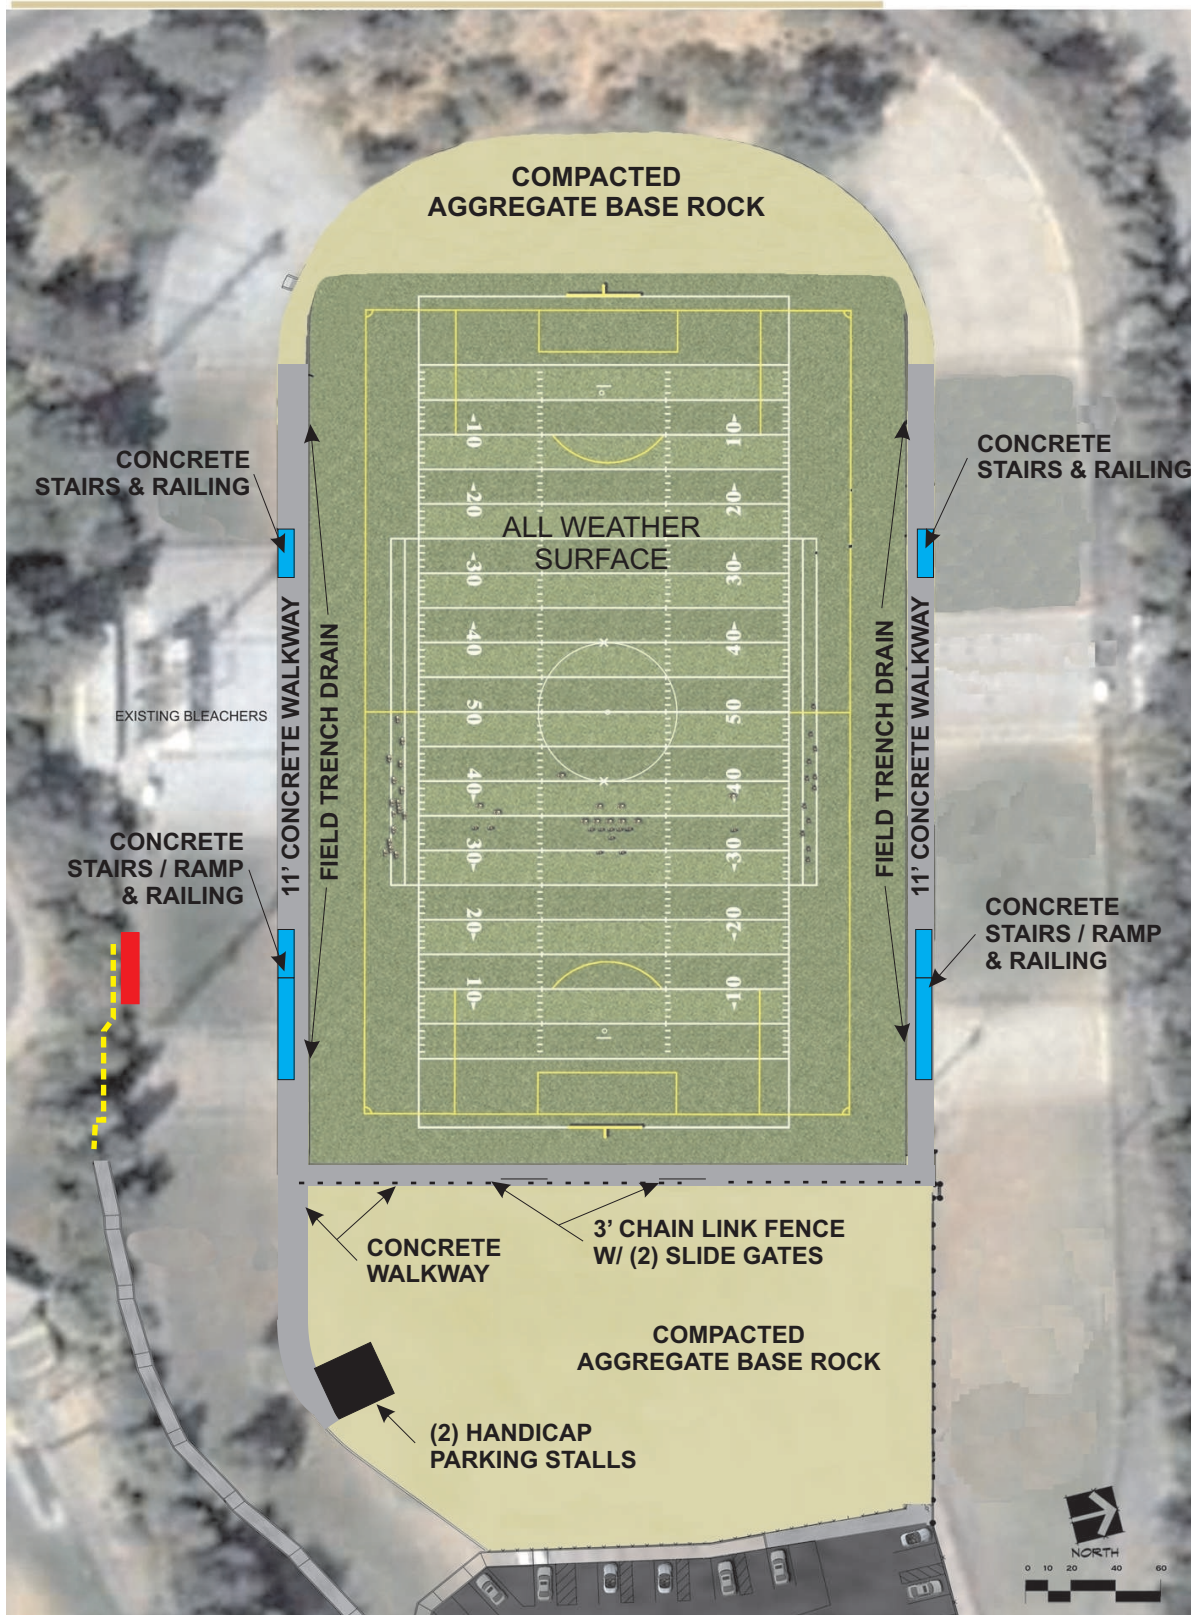 COMPACTED
AGGREGATE BASE ROCK
CONCRETE
STAIRS & RAILING
CONCRETE
STAIRS & RAILING
ALL WEATHER
SURFACE
10
10
20
20
30
30
40
40
50
50
40
40
30
30
20
20
10
10
11' CONCRETE WALKWAY
FIELD TRENCH DRAIN
FIELD TRENCH DRAIN
11' CONCRETE WALKWAY
EXISTING BLEACHERS
CONCRETE
STAIRS / RAMP
& RAILING
CONCRETE
STAIRS / RAMP
& RAILING
CONCRETE
WALKWAY
3' CHAIN LINK FENCE
W/ (2) SLIDE GATES
COMPACTED
AGGREGATE BASE ROCK
(2) HANDICAP
PARKING STALLS
NORTH
0 10 20 40 60